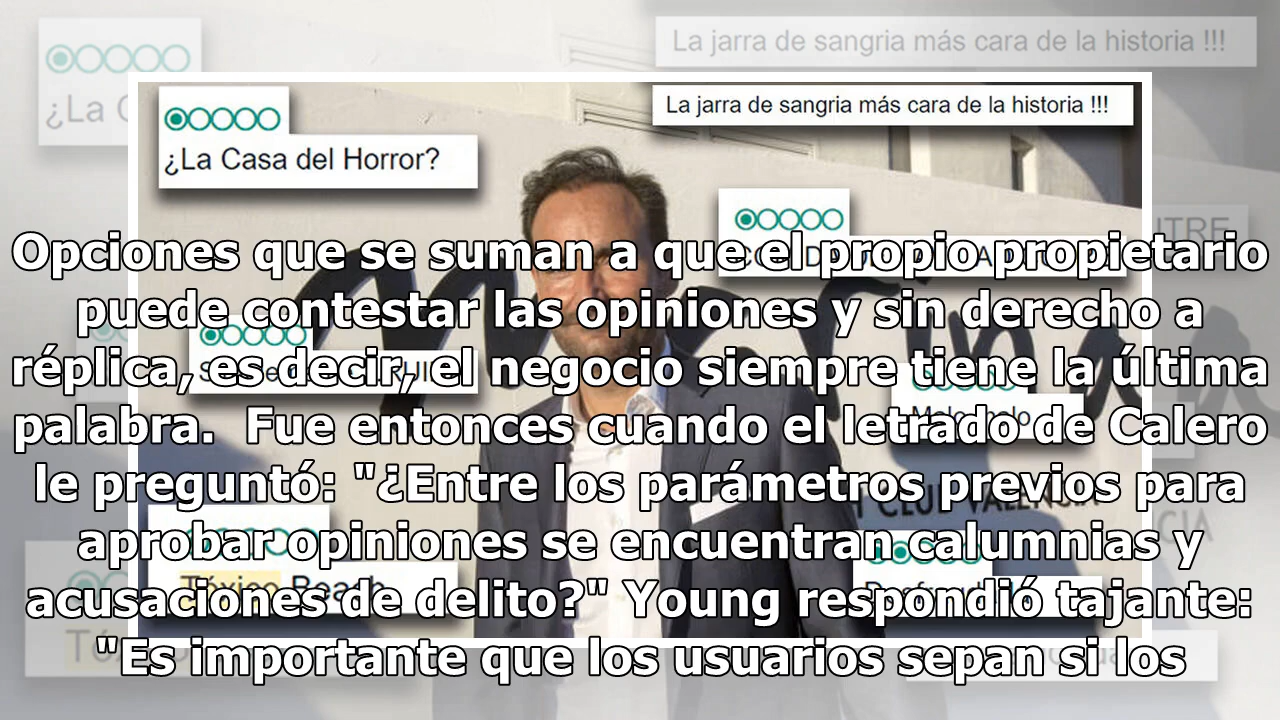 La jarra de sangria más cara de la historia !!!
¿La C
La jarra de sangria más cara de la historia !!!
¿La Casa del Horror?
Opciones que se suman a que el propio propietario
puede contestar las opiniones y sin derecho a
réplica, es decir, el negocio siempre tiene la última
palabra.  Fue entonces cuando el letrado de Calero
le preguntó: "¿Entre los parámetros previos para
aprobar opiniones se encuentran calumnias y
acusaciones de delito?" Young respondió tajante:
"Es importante que los usuarios sepan si los
Tóxico Beach